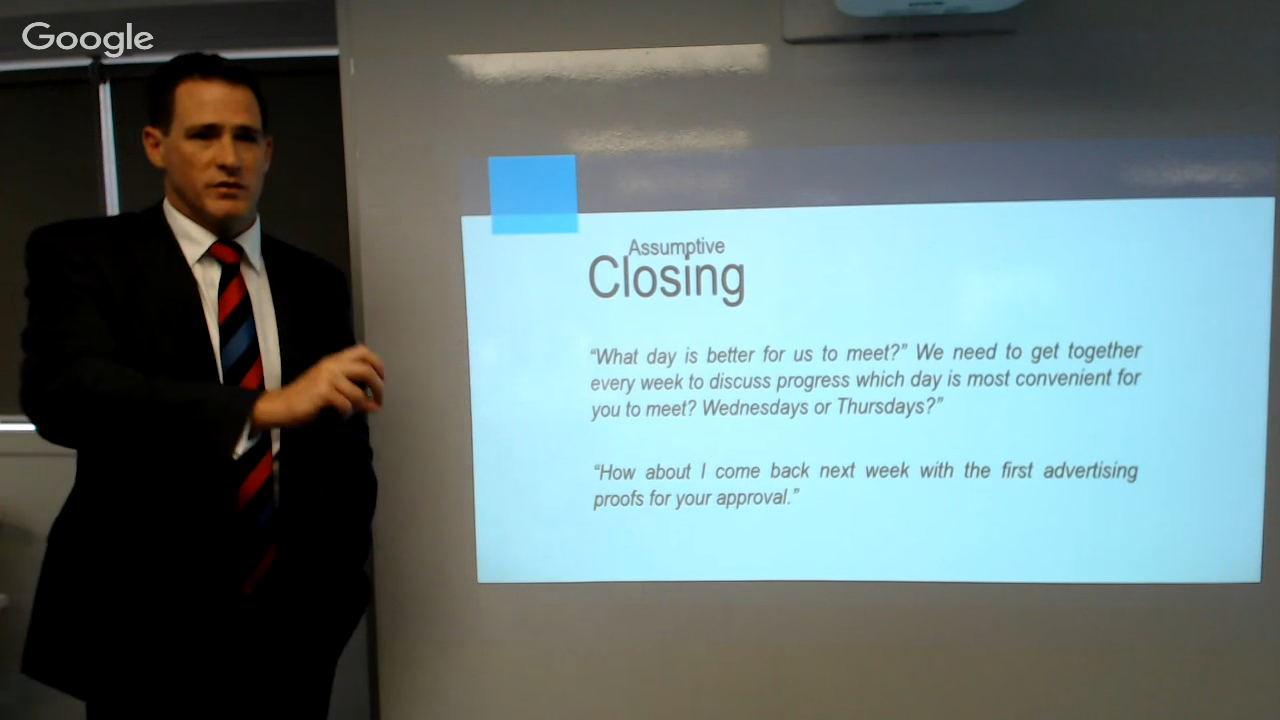 Google
Assumptive
Closing
“What day is better for us to meet?” We need to get together
every week to discuss progress which day is most convenient for
you to meet? Wednesdays or Thursdays?”
“How about I come back next week with the first advertising
proofs for your approval.”